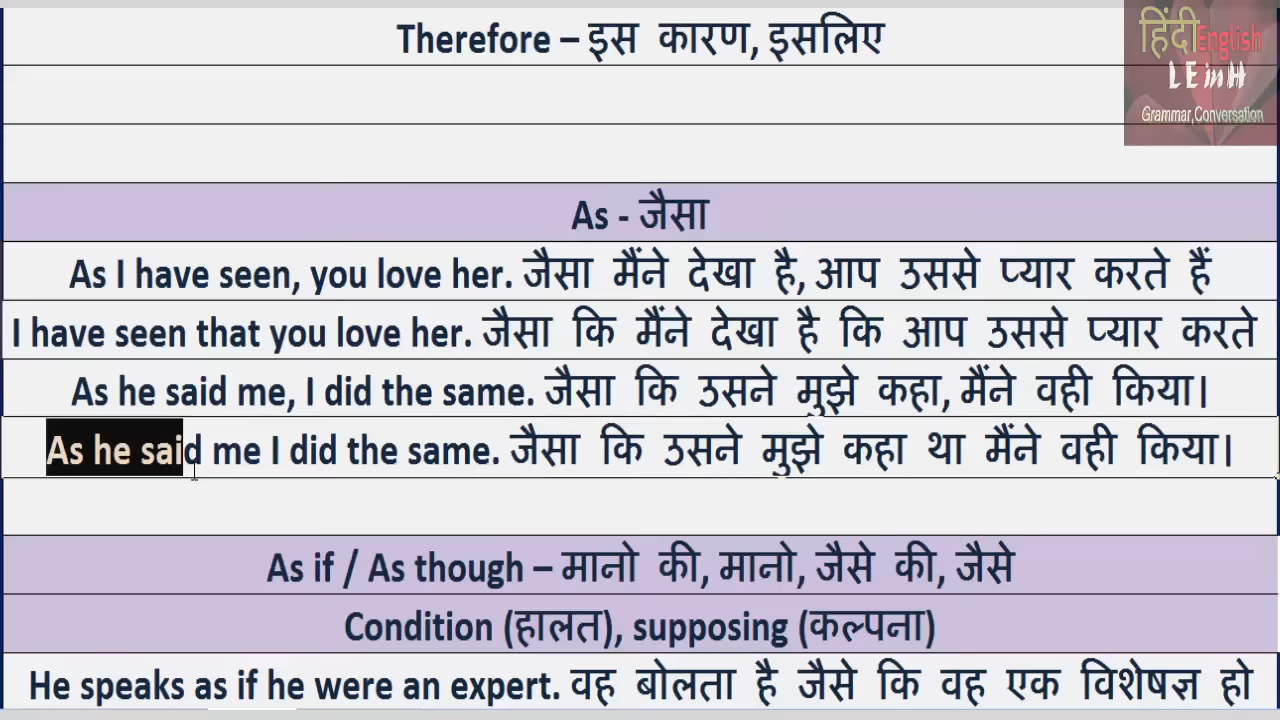 Therefore – इस कारण, इसलिए
हिंदी English
L E in H
Grammar,Conversation
As - जैसा
As I have seen, you love her. जैसा मैंने देखा है, आप उससे प्यार करते हैं
I have seen that you love her. जैसा कि मैंने देखा है कि आप उससे प्यार करते
As he said me, I did the same. जैसा कि उसने मुझे कहा, मैंने वही किया।
As he said me I did the same. जैसा कि उसने मुझे कहा था मैंने वही किया।
As if / As though – मानो की, मानो, जैसे की, जैसे
Condition (हालत), supposing (कल्पना)
He speaks as if he were an expert. वह बोलता है जैसे कि वह एक विशेषज्ञ हो